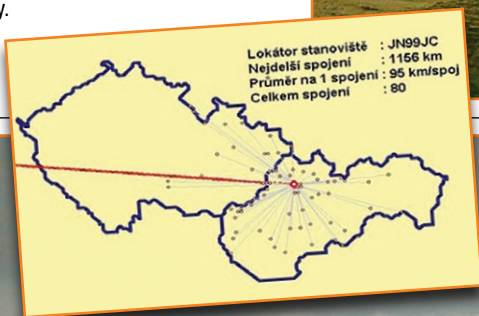 y.
Lokátor stanoviště : JN99JC
Nejdelší spojení : 1156 km
Průměr na 1 spojení : 95 km/spoj
Celkem spojení : 80